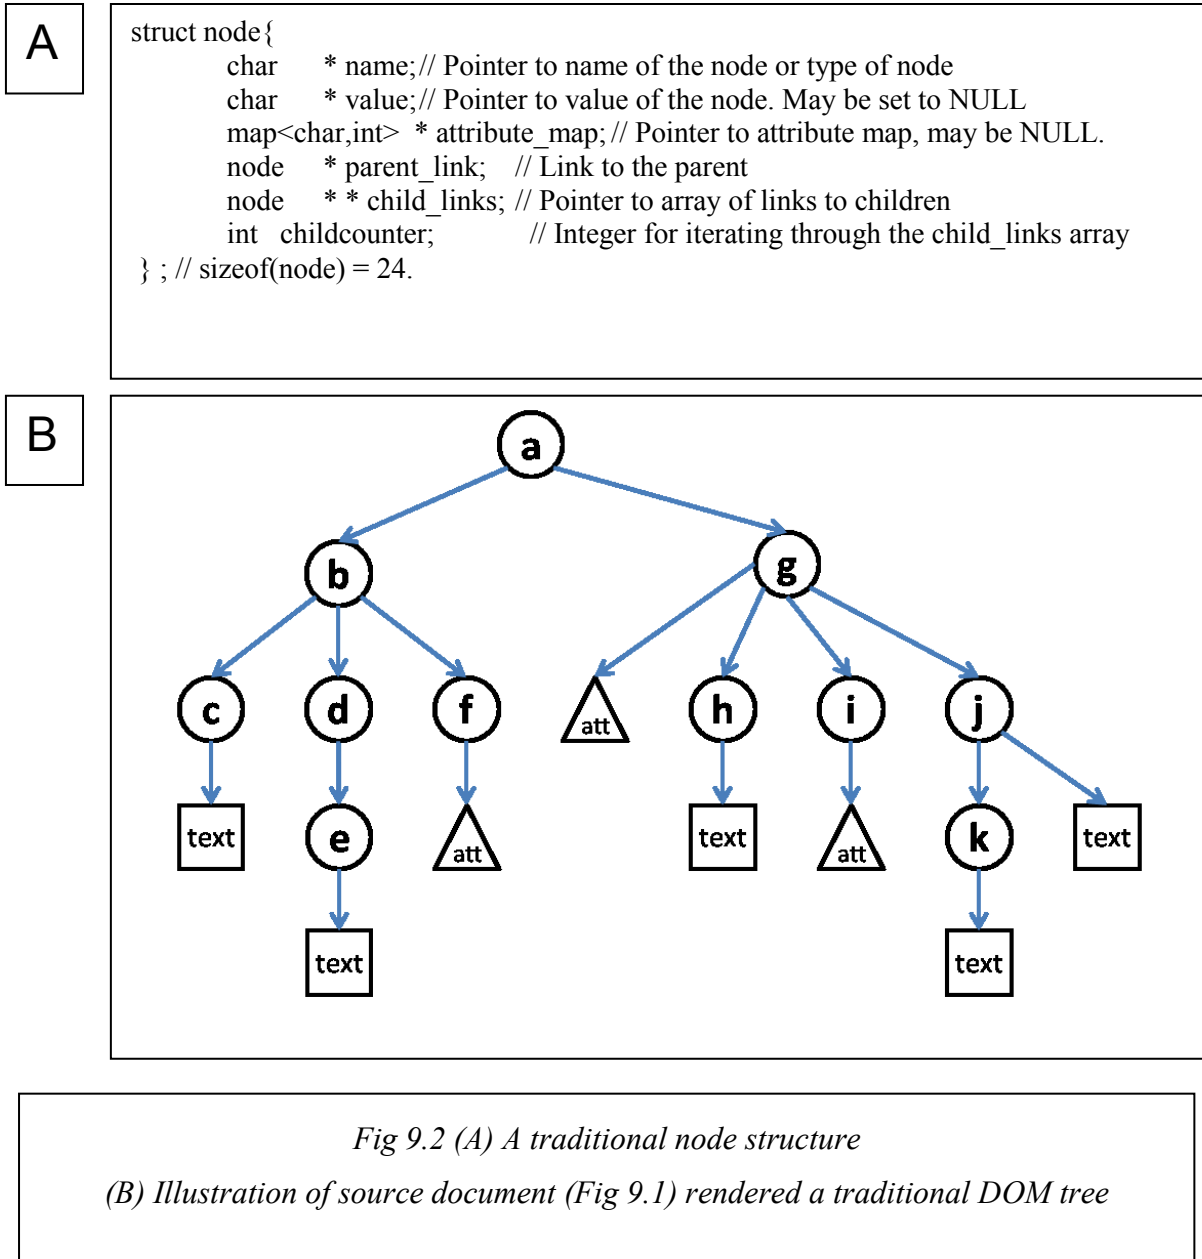 A
struct node{
char * name;// Pointer to name of the node or type of node
char * value;// Pointer to value of the node. May be set to NULL
map<char,int> * attribute_map; // Pointer to attribute map, may be NULL.
node * parent_link; // Link to the parent
node * * child_links; // Pointer to array of links to children
int childcounter; // Integer for iterating through the child_links array
} ; // sizeof(node) = 24.
B
a
b
g
c
d
f
att
h
i
j
text
e
att
text
att
k
text
text
text
Fig 9.2 (A) A traditional node structure
(B) Illustration of source document (Fig 9.1) rendered a traditional DOM tree